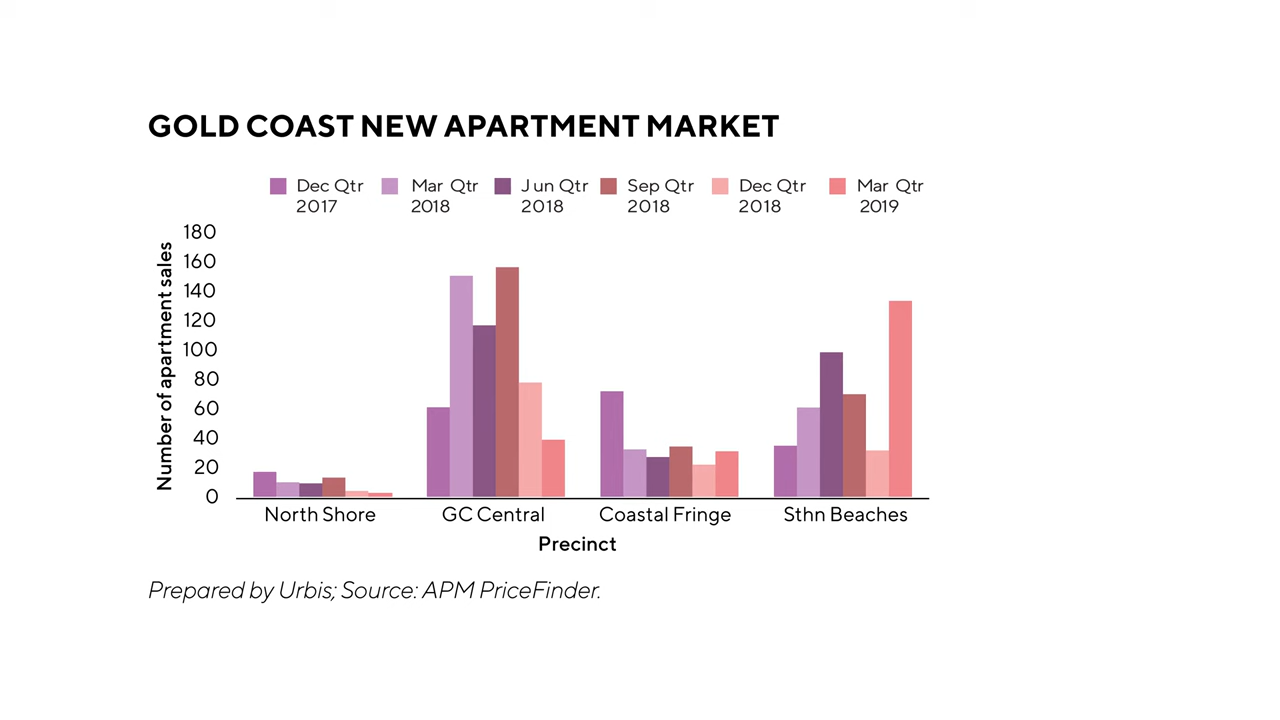 GOLD COAST NEW APARTMENT MARKET
Dec Qtr 2017
Mar Qtr 2018
Jun Qtr 2018
Sep Qtr 2018
Dec Qtr 2018
Mar Qtr 2019
Number of apartment sales
180
160
140
120
100
80
60
40
20
0
North Shore GC Central Coastal Fringe Sthn Beaches
Precinct
Prepared by Urbis; Source: APM PriceFinder.